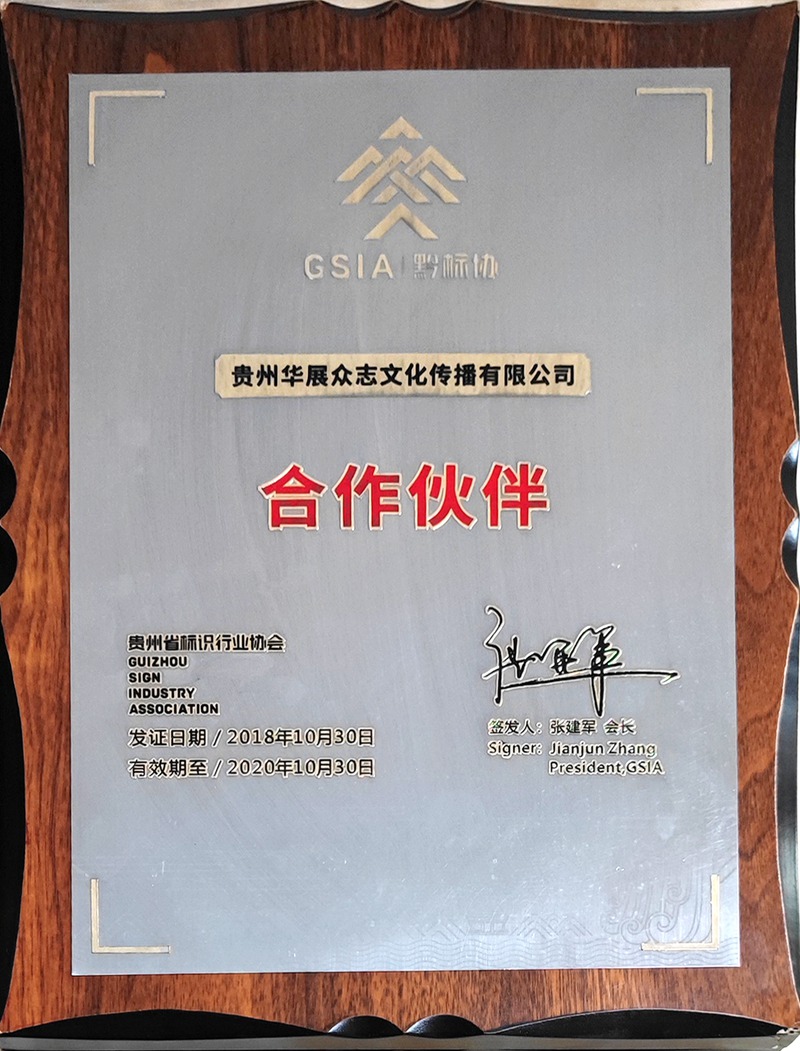 GSIA | 黔标协
贵州华展众志文化传播有限公司
合作伙伴
贵州省标识行业协会
GUIZHOU
SIGN
INDUSTRY
ASSOCIATION
发证日期 / 2018年10月30日
有效期至 / 2020年10月30日
张建军
签发人：张建军 会长
Signer: Jianjun Zhang
President,GSIA